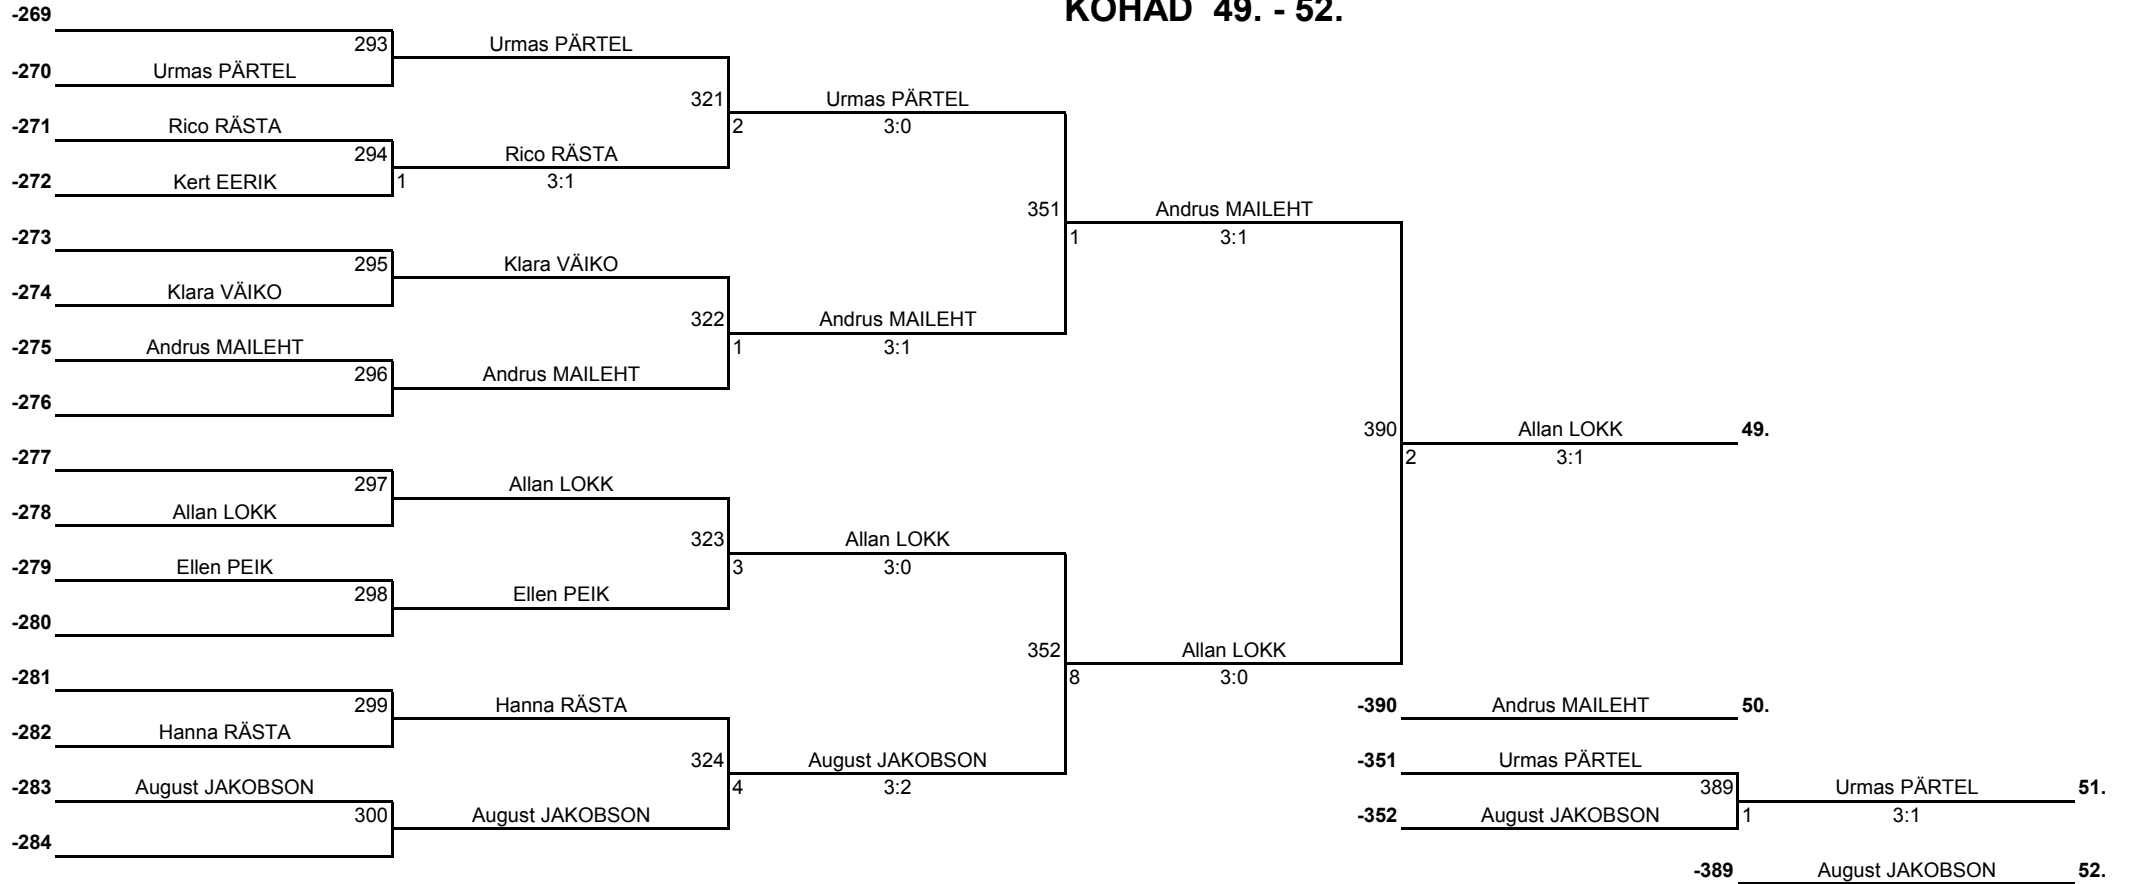 KOHAD 49. - 52.
-269
293 Urmas PÄRTEL
-270 Urmas PÄRTEL
321 Urmas PÄRTEL
-271 Rico RÄSTA 2 3:0
294 Rico RÄSTA
-272 Kert EERIK 1 3:1
351 Andrus MAILEHT
-273 1 3:1
295 Klara VÄIKO
-274 Klara VÄIKO
322 Andrus MAILEHT
-275 Andrus MAILEHT 1 3:1
296 Andrus MAILEHT
-276
390 Allan LOKK 49.
-277 2 3:1
297 Allan LOKK
-278 Allan LOKK
323 Allan LOKK
-279 Ellen PEIK 3 3:0
298 Ellen PEIK
-280
352 Allan LOKK
-281 8 3:0
299 Hanna RÄSTA -390 Andrus MAILEHT 50.
-282 Hanna RÄSTA
324 August JAKOBSON -351 Urmas PÄRTEL
-283 August JAKOBSON 4 3:2 389 Urmas PÄRTEL 51.
300 August JAKOBSON -352 August JAKOBSON 1 3:1
-284
-389 August JAKOBSON 52.